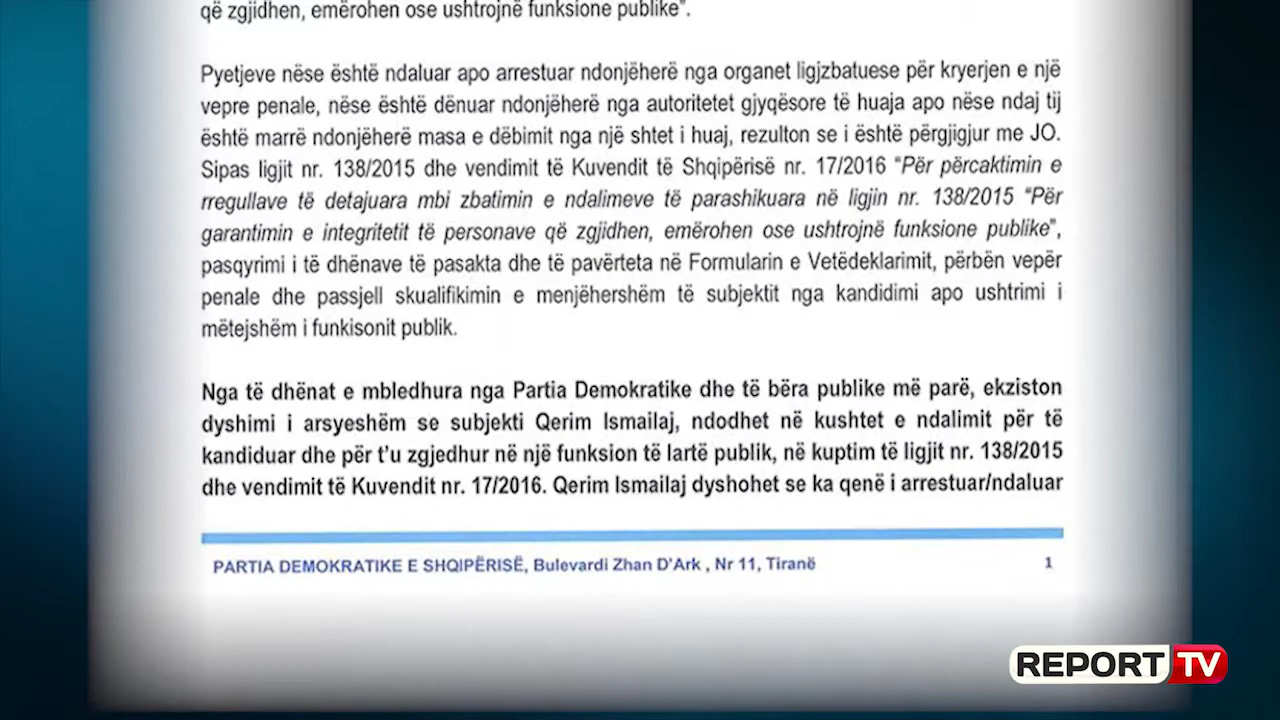 që zgjidhen, emërohen ose ushtrojnë funksione publike”.
Pyetjeve nëse është ndaluar apo arrestuar ndonjëherë nga organet ligjzbatuese për kryerjen e një
vepre penale, nëse është dënuar ndonjëherë nga autoritetet gjyqësore të huaja apo nëse ndaj tij
është marrë ndonjëherë masa e dëbimit nga një shtet i huaj, rezulton se i është përgjigjur me JO.
Sipas ligjit nr. 138/2015 dhe vendimit të Kuvendit të Shqipërisë nr. 17/2016 “Për përcaktimin e
rregullave të detajuara mbi zbatimin e ndalimeve të parashikuara në ligjin nr. 138/2015 “Për
garantimin e integritetit të personave që zgjidhen, emërohen ose ushtrojnë funksione publike”,
pasqyrimi i të dhënave të pasakta dhe të pavërteta në Formularin e Vetëdeklarimit, përbën vepër
penale dhe passjell skualifikimin e menjëhershëm të subjektit nga kandidimi apo ushtrimi i
mëtejshëm i funkisonit publik.
Nga të dhënat e mbledhura nga Partia Demokratike dhe të bëra publike më parë, ekziston
dyshimi i arsyeshëm se subjekti Qerim Ismailaj, ndodhet në kushtet e ndalimit për të
kandiduar dhe për t’u zgjedhur në një funksion të lartë publik, në kuptim të ligjit nr. 138/2015
dhe vendimit të Kuvendit nr. 17/2016. Qerim Ismailaj dyshohet se ka qenë i arrestuar/ndaluar
PARTIA DEMOKRATIKE E SHQIPËRISË, Bulevardi Zhan D’Ark , Nr 11, Tiranë 1
REPORT TV